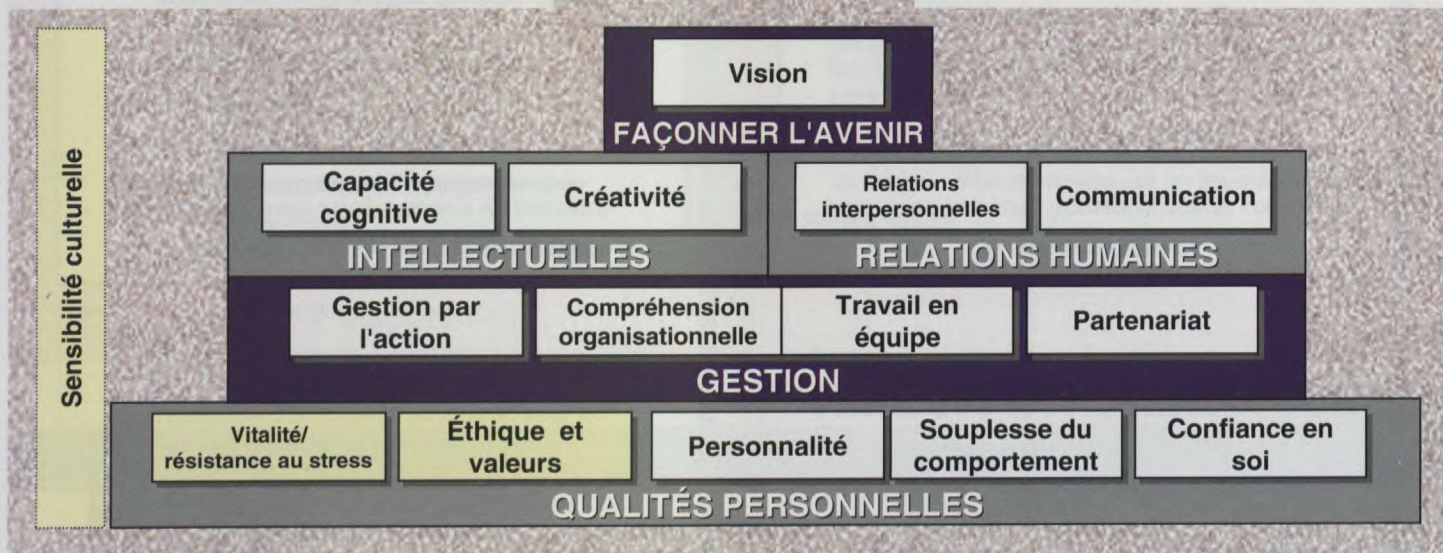 Sensibilité culturelle
Vision
FAÇONNER L'AVENIR
Capacité
cognitive
Créativité
INTELLECTUELLES
Relations
interpersonnelles
Communication
RELATIONS HUMAINES
Gestion par
l'action
Compréhension
organisationnelle
Travail en
équipe
Partenariat
GESTION
Vitalité/
résistance au stress
Éthique et
valeurs
Personnalité
Souplesse du
comportement
Confiance en
soi
QUALITÉS PERSONNELLES